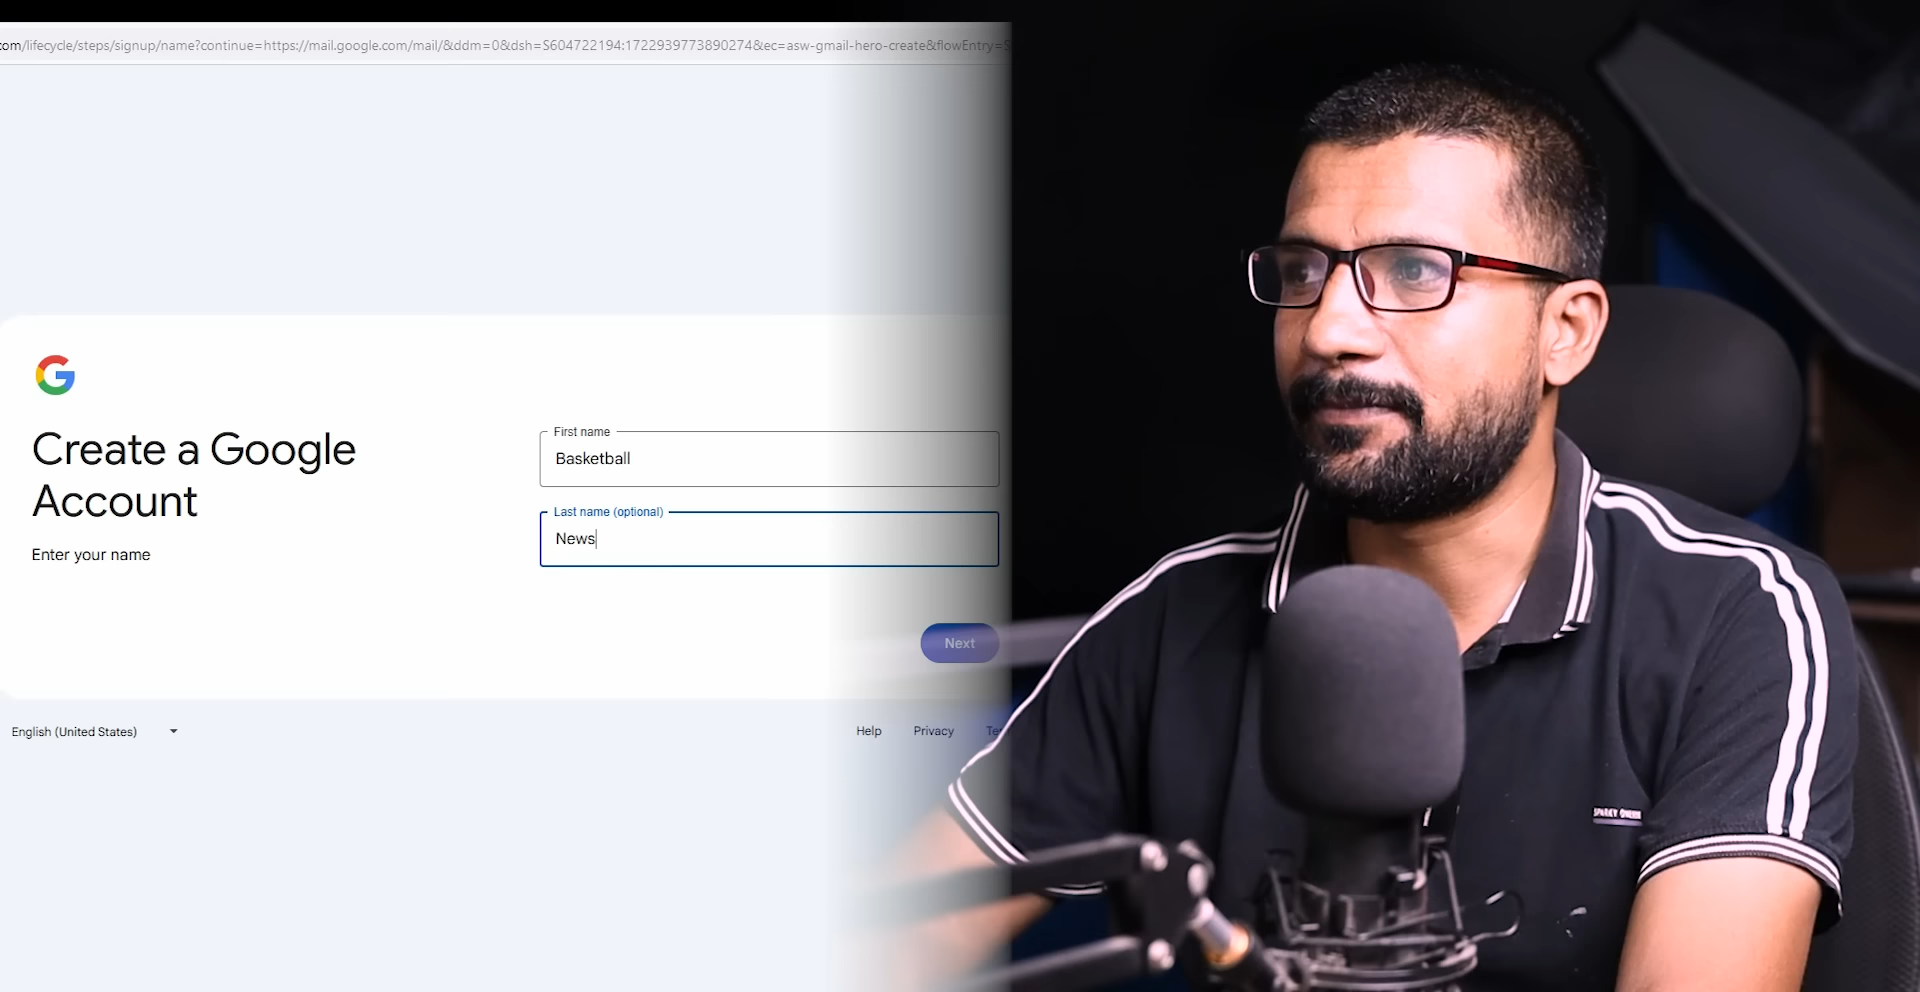 com/lifecycle/steps/signup/name?continue=https://mail.google.com/mail/&ddm=0&dsh=S604722194:1722939773890274&ec=asw-gmail-hero-create&flowEntry=S
Create a Google
Account
Enter your name
First name
Basketball
Last name (optional)
News
Next
English (United States)
Help
Privacy
Te